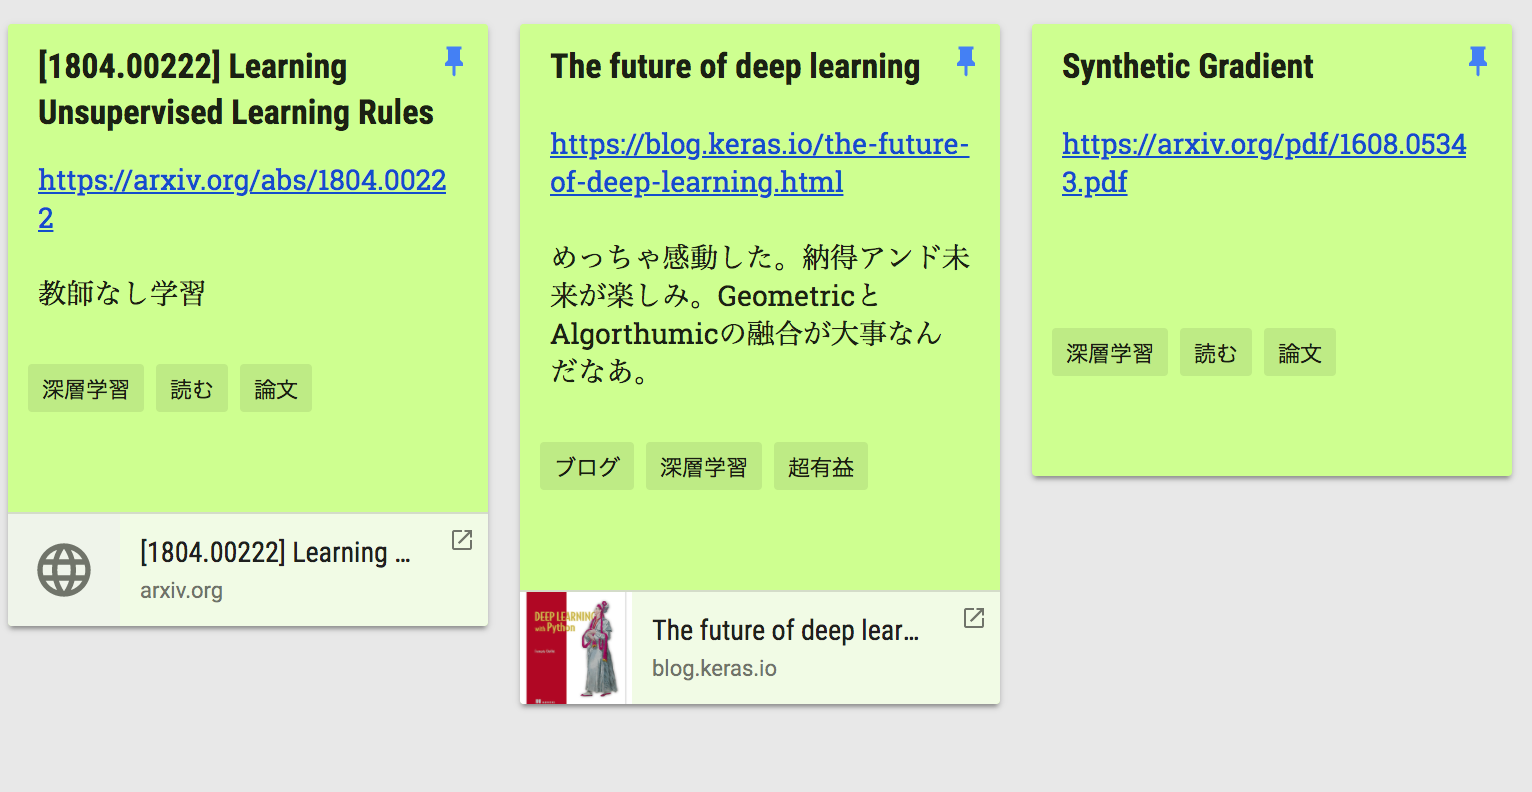 [1804.00222] Learning
Unsupervised Learning Rules
https://arxiv.org/abs/1804.0022
2
教師なし学習
深層学習 読む 論文
[1804.00222] Learning ...
arxiv.org
The future of deep learning
https://blog.keras.io/the-future-
of-deep-learning.html
めっちゃ感動した。納得アンド未
来が楽しみ。Geometricと
Algorthumicの融合が大事なん
だなあ。
ブログ 深層学習 超有益
DEEP LEARNING
with Python
The future of deep lear...
blog.keras.io
Synthetic Gradient
https://arxiv.org/pdf/1608.0534
3.pdf
深層学習 読む 論文